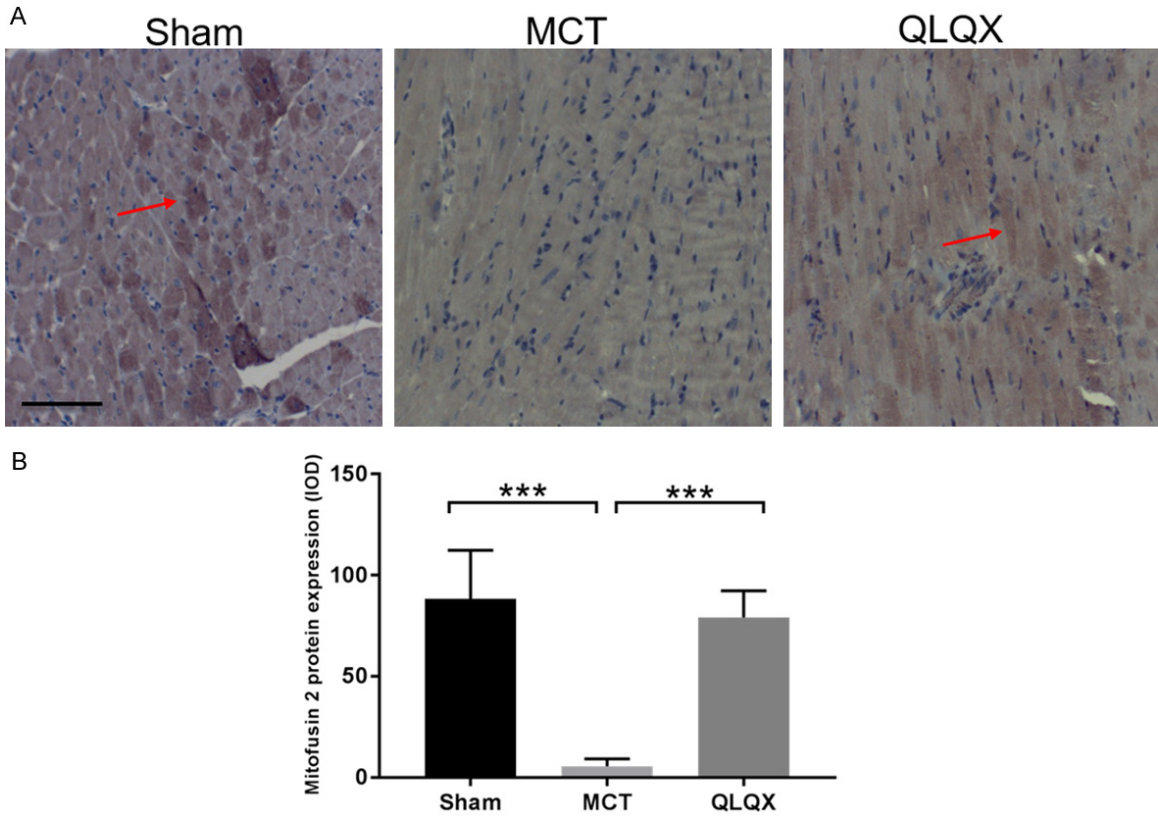 A
Sham MCT QLQX
B
Mitofusin 2 protein expression (IOD)
150
100
50
0
*** ***
Sham MCT QLQX